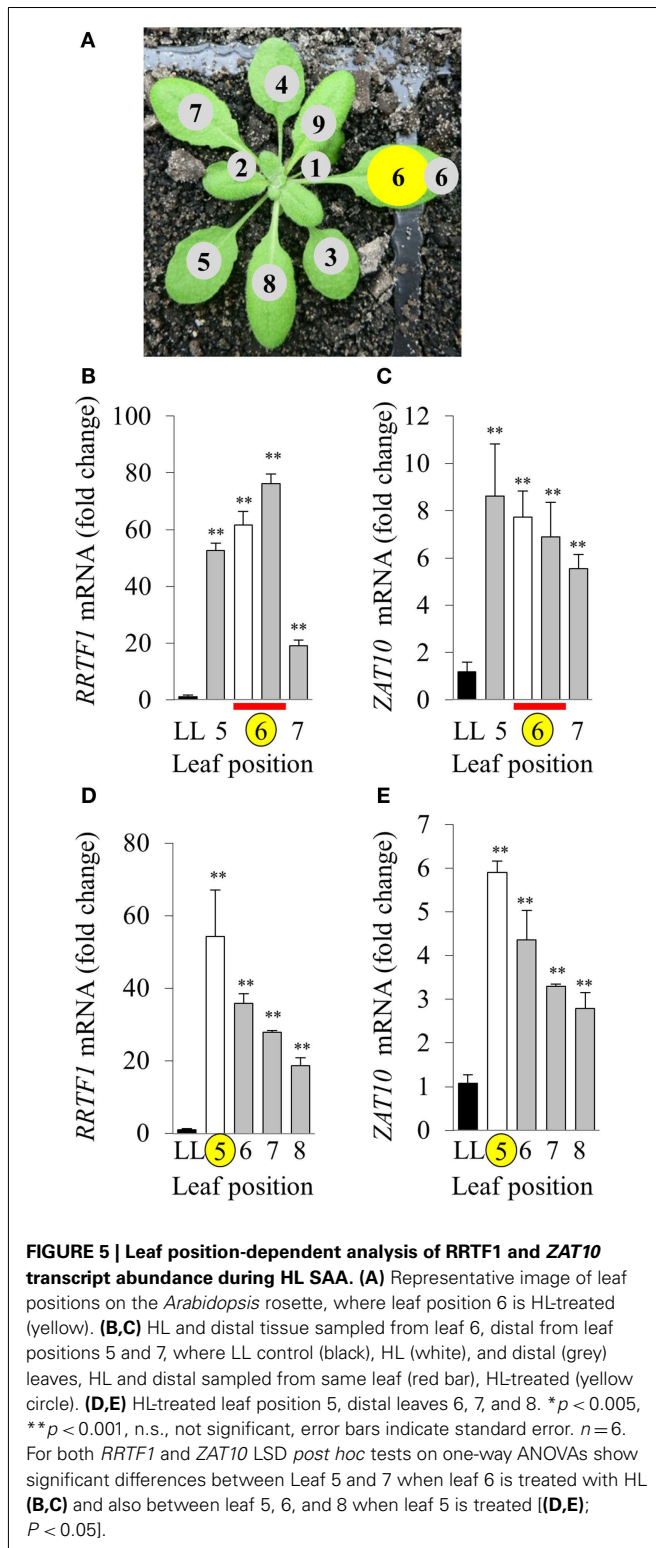 A
4
7
9
2
1
6
6
5
3
8
B
C
RRTF1 mRNA (fold change)
100
80
60
40
20
0
**
**
**
**
LL 5 6 7
Leaf position
ZAT10 mRNA (fold change)
12
10
8
6
4
2
0
**
**
**
**
LL 5 6 7
Leaf position
D
E
RRTF1 mRNA (fold change)
80
60
40
20
0
**
**
**
**
LL 5 6 7 8
Leaf position
ZAT10 mRNA (fold change)
7
6
5
4
3
2
1
0
**
**
**
**
LL 5 6 7 8
Leaf position
FIGURE 5 | Leaf position-dependent analysis of RRTF1 and ZAT10
transcript abundance during HL SAA. (A) Representative image of leaf
positions on the Arabidopsis rosette, where leaf position 6 is HL-treated
(yellow). (B,C) HL and distal tissue sampled from leaf 6, distal from leaf
positions 5 and 7, where LL control (black), HL (white), and distal (grey)
leaves, HL and distal sampled from same leaf (red bar), HL-treated (yellow
circle). (D,E) HL-treated leaf position 5, distal leaves 6, 7, and 8. *p < 0.005,
**p < 0.001, n.s., not significant, error bars indicate standard error. n = 6.
For both RRTF1 and ZAT10 LSD post hoc tests on one-way ANOVAs show
significant differences between Leaf 5 and 7 when leaf 6 is treated with HL
(B,C) and also between leaf 5, 6, and 8 when leaf 5 is treated [(D,E);
P < 0.05].